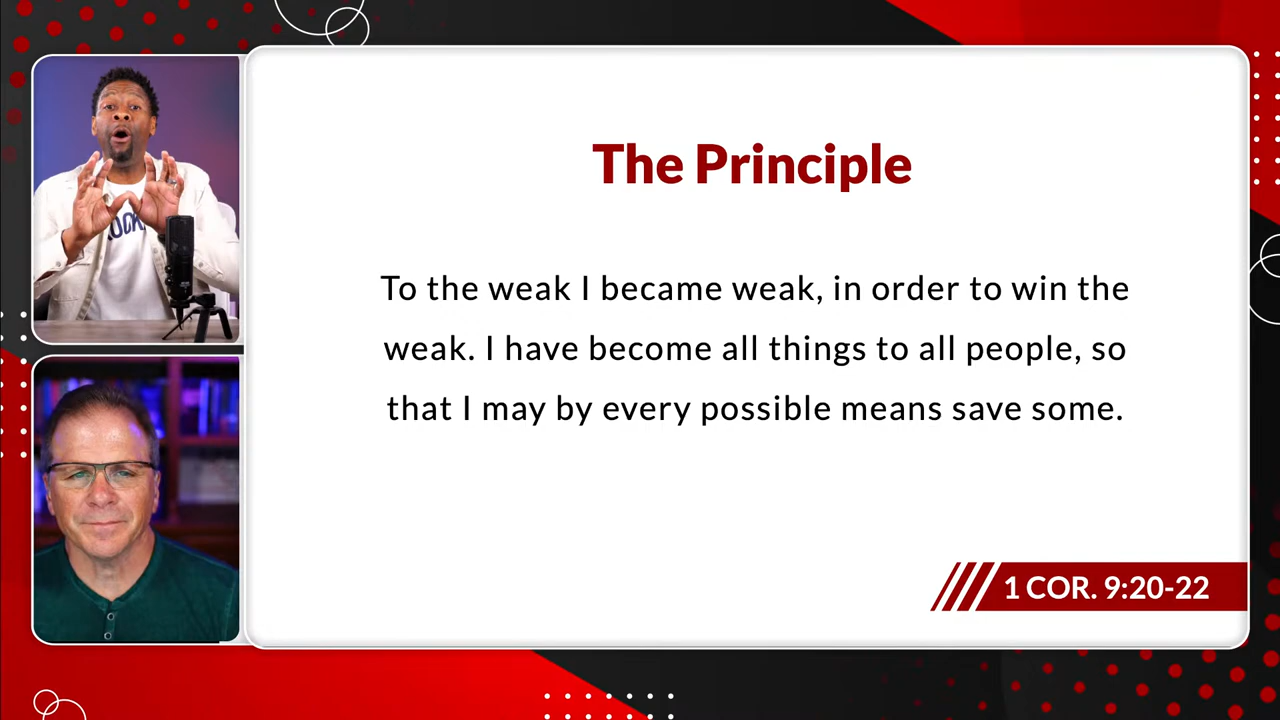 The Principle
To the weak I became weak, in order to win the
weak. I have become all things to all people, so
that I may by every possible means save some.
1 COR. 9:20-22